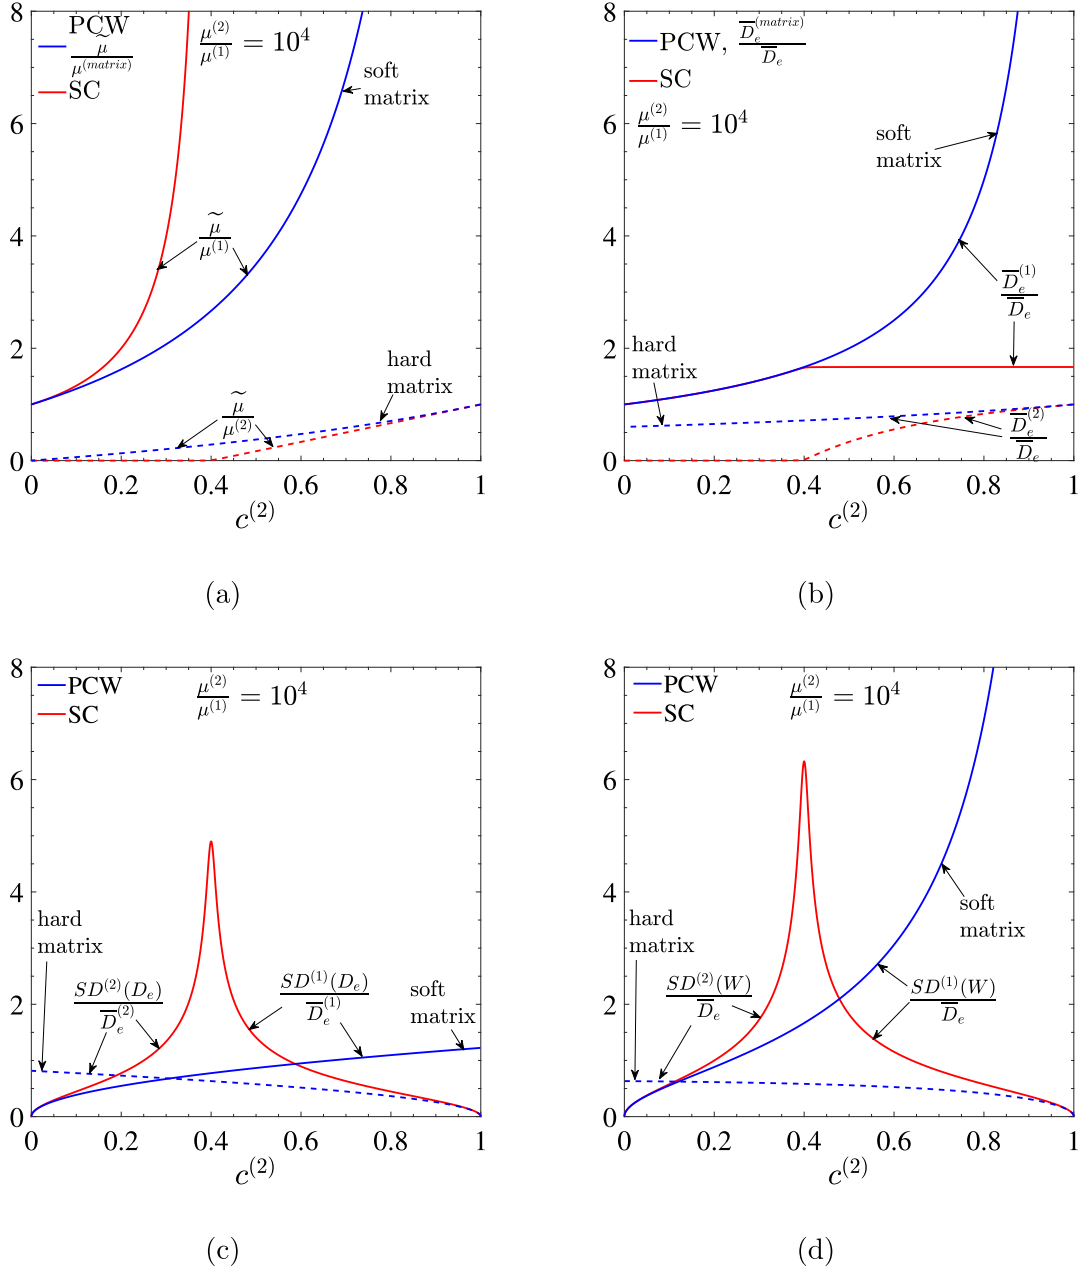 PCW
μ̃/μ^(matrix)
SC
μ^(2)/μ^(1) = 10^4
soft
matrix
μ̃/μ^(1)
hard
matrix
μ̃/μ^(2)
8
6
4
2
0
0 0.2 0.4 0.6 0.8 1
c^(2)
(a)
PCW, D̅_e^(matrix)/D̅_e
SC
μ^(2)/μ^(1) = 10^4
soft
matrix
D̅_e^(1)/D̅_e
hard
matrix
D̅_e^(2)/D̅_e
8
6
4
2
0
0 0.2 0.4 0.6 0.8 1
c^(2)
(b)
PCW
SC
μ^(2)/μ^(1) = 10^4
hard
matrix
SD^(2)(D_e)/D̅_e^(2)
SD^(1)(D_e)/D̅_e^(1)
soft
matrix
8
6
4
2
0
0 0.2 0.4 0.6 0.8 1
c^(2)
(c)
PCW
SC
μ^(2)/μ^(1) = 10^4
hard
matrix
SD^(2)(W)/D̅_e
soft
matrix
SD^(1)(W)/D̅_e
8
6
4
2
0
0 0.2 0.4 0.6 0.8 1
c^(2)
(d)